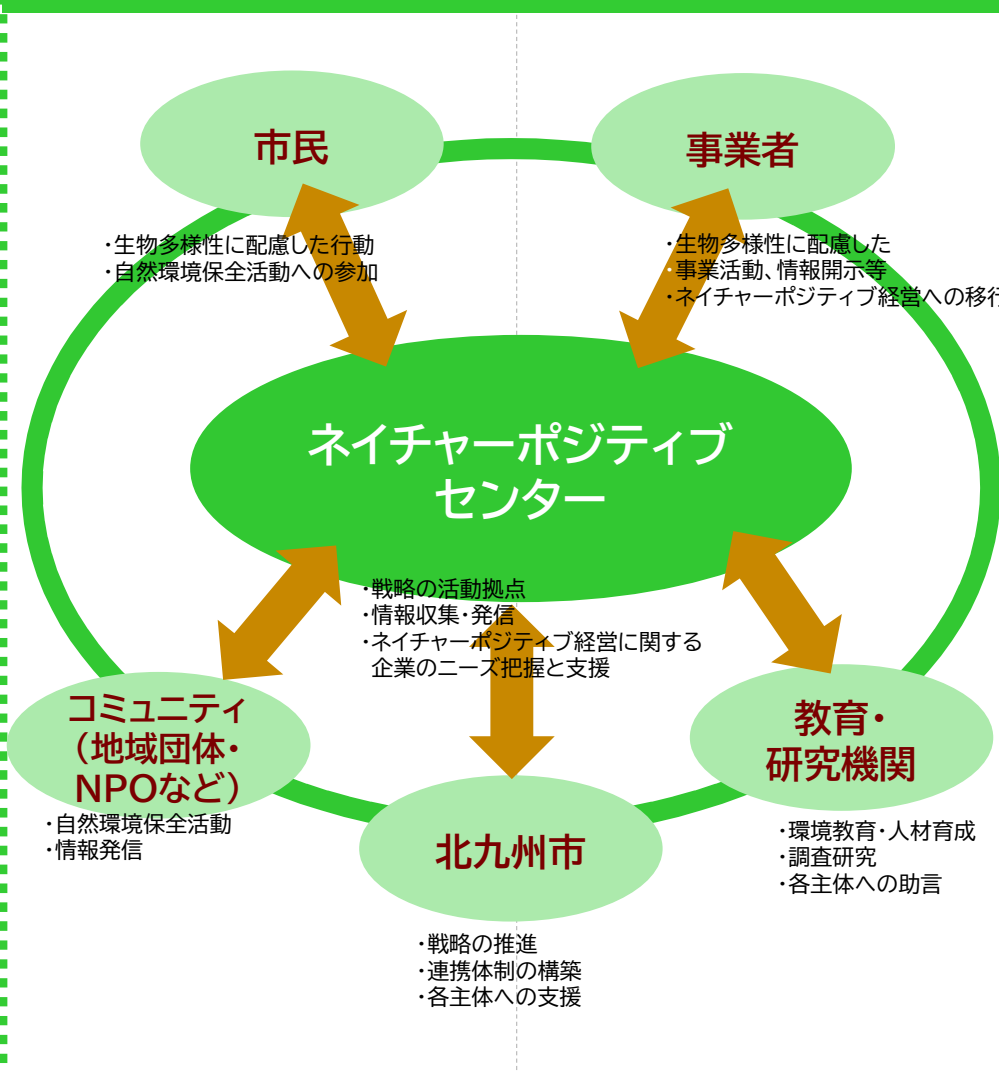 市民
・生物多様性に配慮した行動
・自然環境保全活動への参加
事業者
・生物多様性に配慮した
・事業活動、情報開示等
・ネイチャーポジティブ経営への移行
ネイチャーポジティブ
センター
・戦略の活動拠点
・情報収集・発信
・ネイチャーポジティブ経営に関する
企業のニーズ把握と支援
コミュニティ
（地域団体・
NPOなど）
・自然環境保全活動
・情報発信
北九州市
・戦略の推進
・連携体制の構築
・各主体への支援
教育・
研究機関
・環境教育・人材育成
・調査研究
・各主体への助言